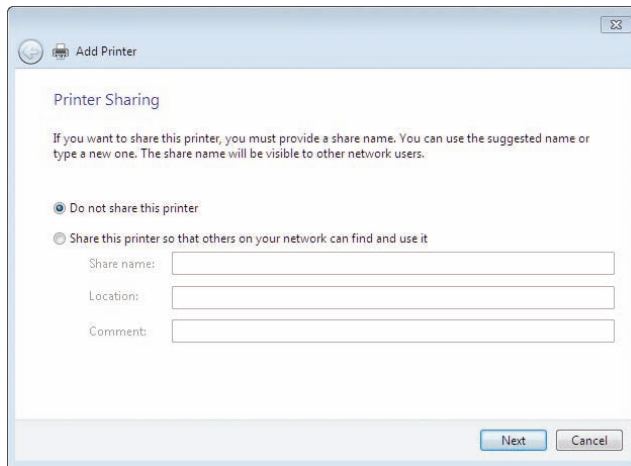 Add Printer
Printer Sharing
If you want to share this printer, you must provide a share name. You can use the suggested name or
type a new one. The share name will be visible to other network users.
Do not share this printer
Share this printer so that others on your network can find and use it
Share name:
Location:
Comment:
Next Cancel